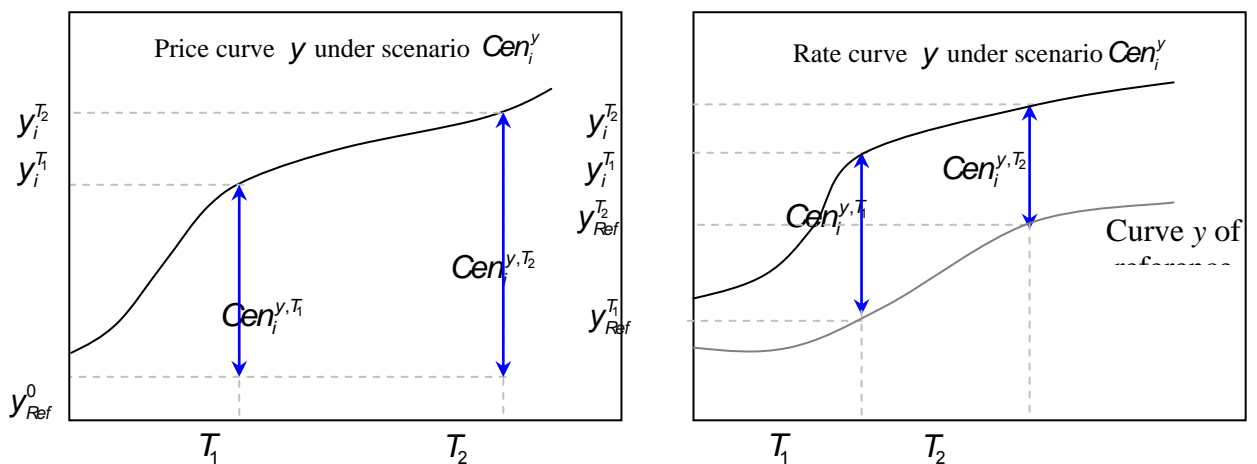 Price curve y under scenario Cen_i^y
y_i^{T_2}
y_i^{T_1}
Cen_i^{y,T_2}
Cen_i^{y,T_1}
y_{Ref}^0
T_1 T_2
Rate curve y under scenario Cen_i^y
y_i^{T_2}
y_i^{T_1}
y_{Ref}^{T_2}
y_{Ref}^{T_1}
Cen_i^{y,T_2}
Cen_i^{y,T_1}
Curve y of
reference
T_1 T_2